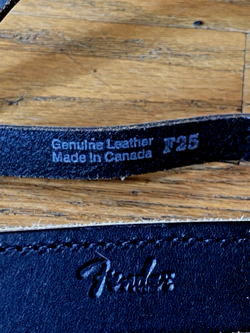 Genuine Leather F25
Made in Canada
Fender